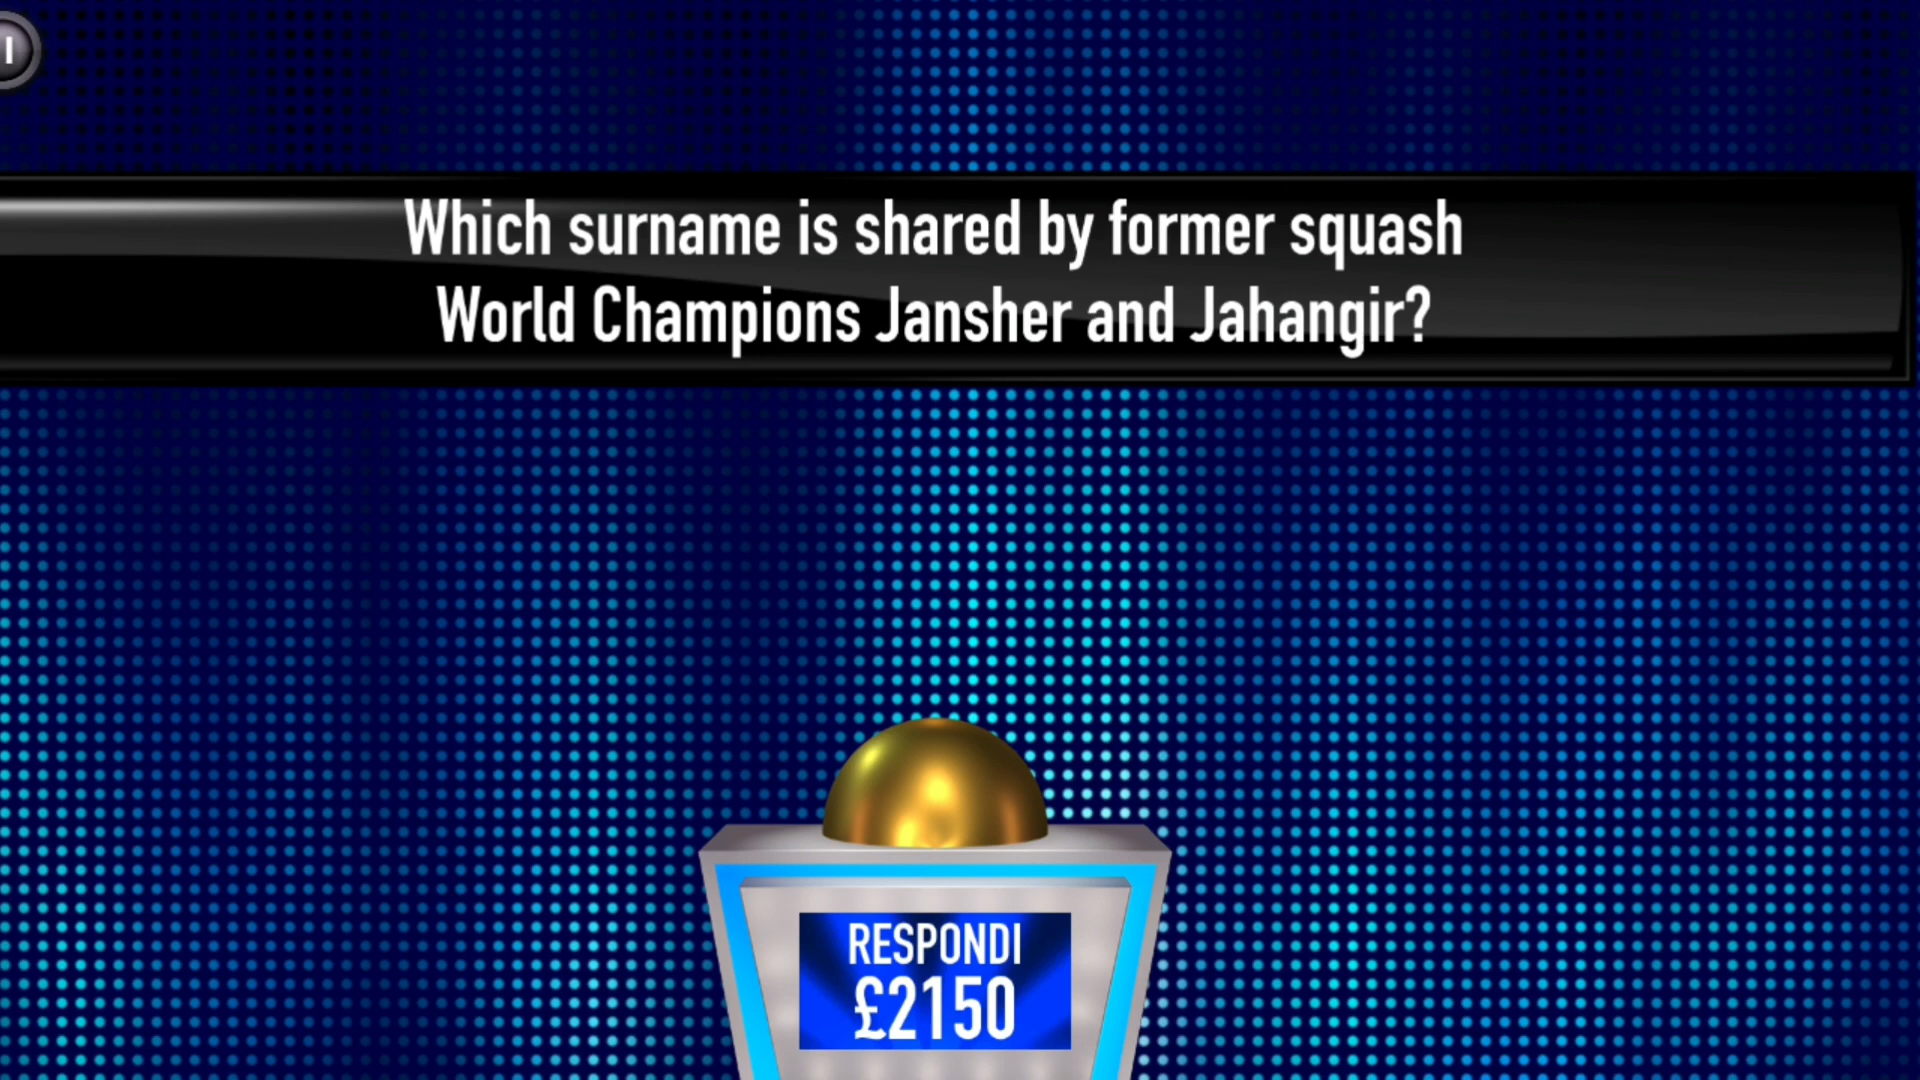 Which surname is shared by former squash
World Champions Jansher and Jahangir?
RESPONDI
£2150